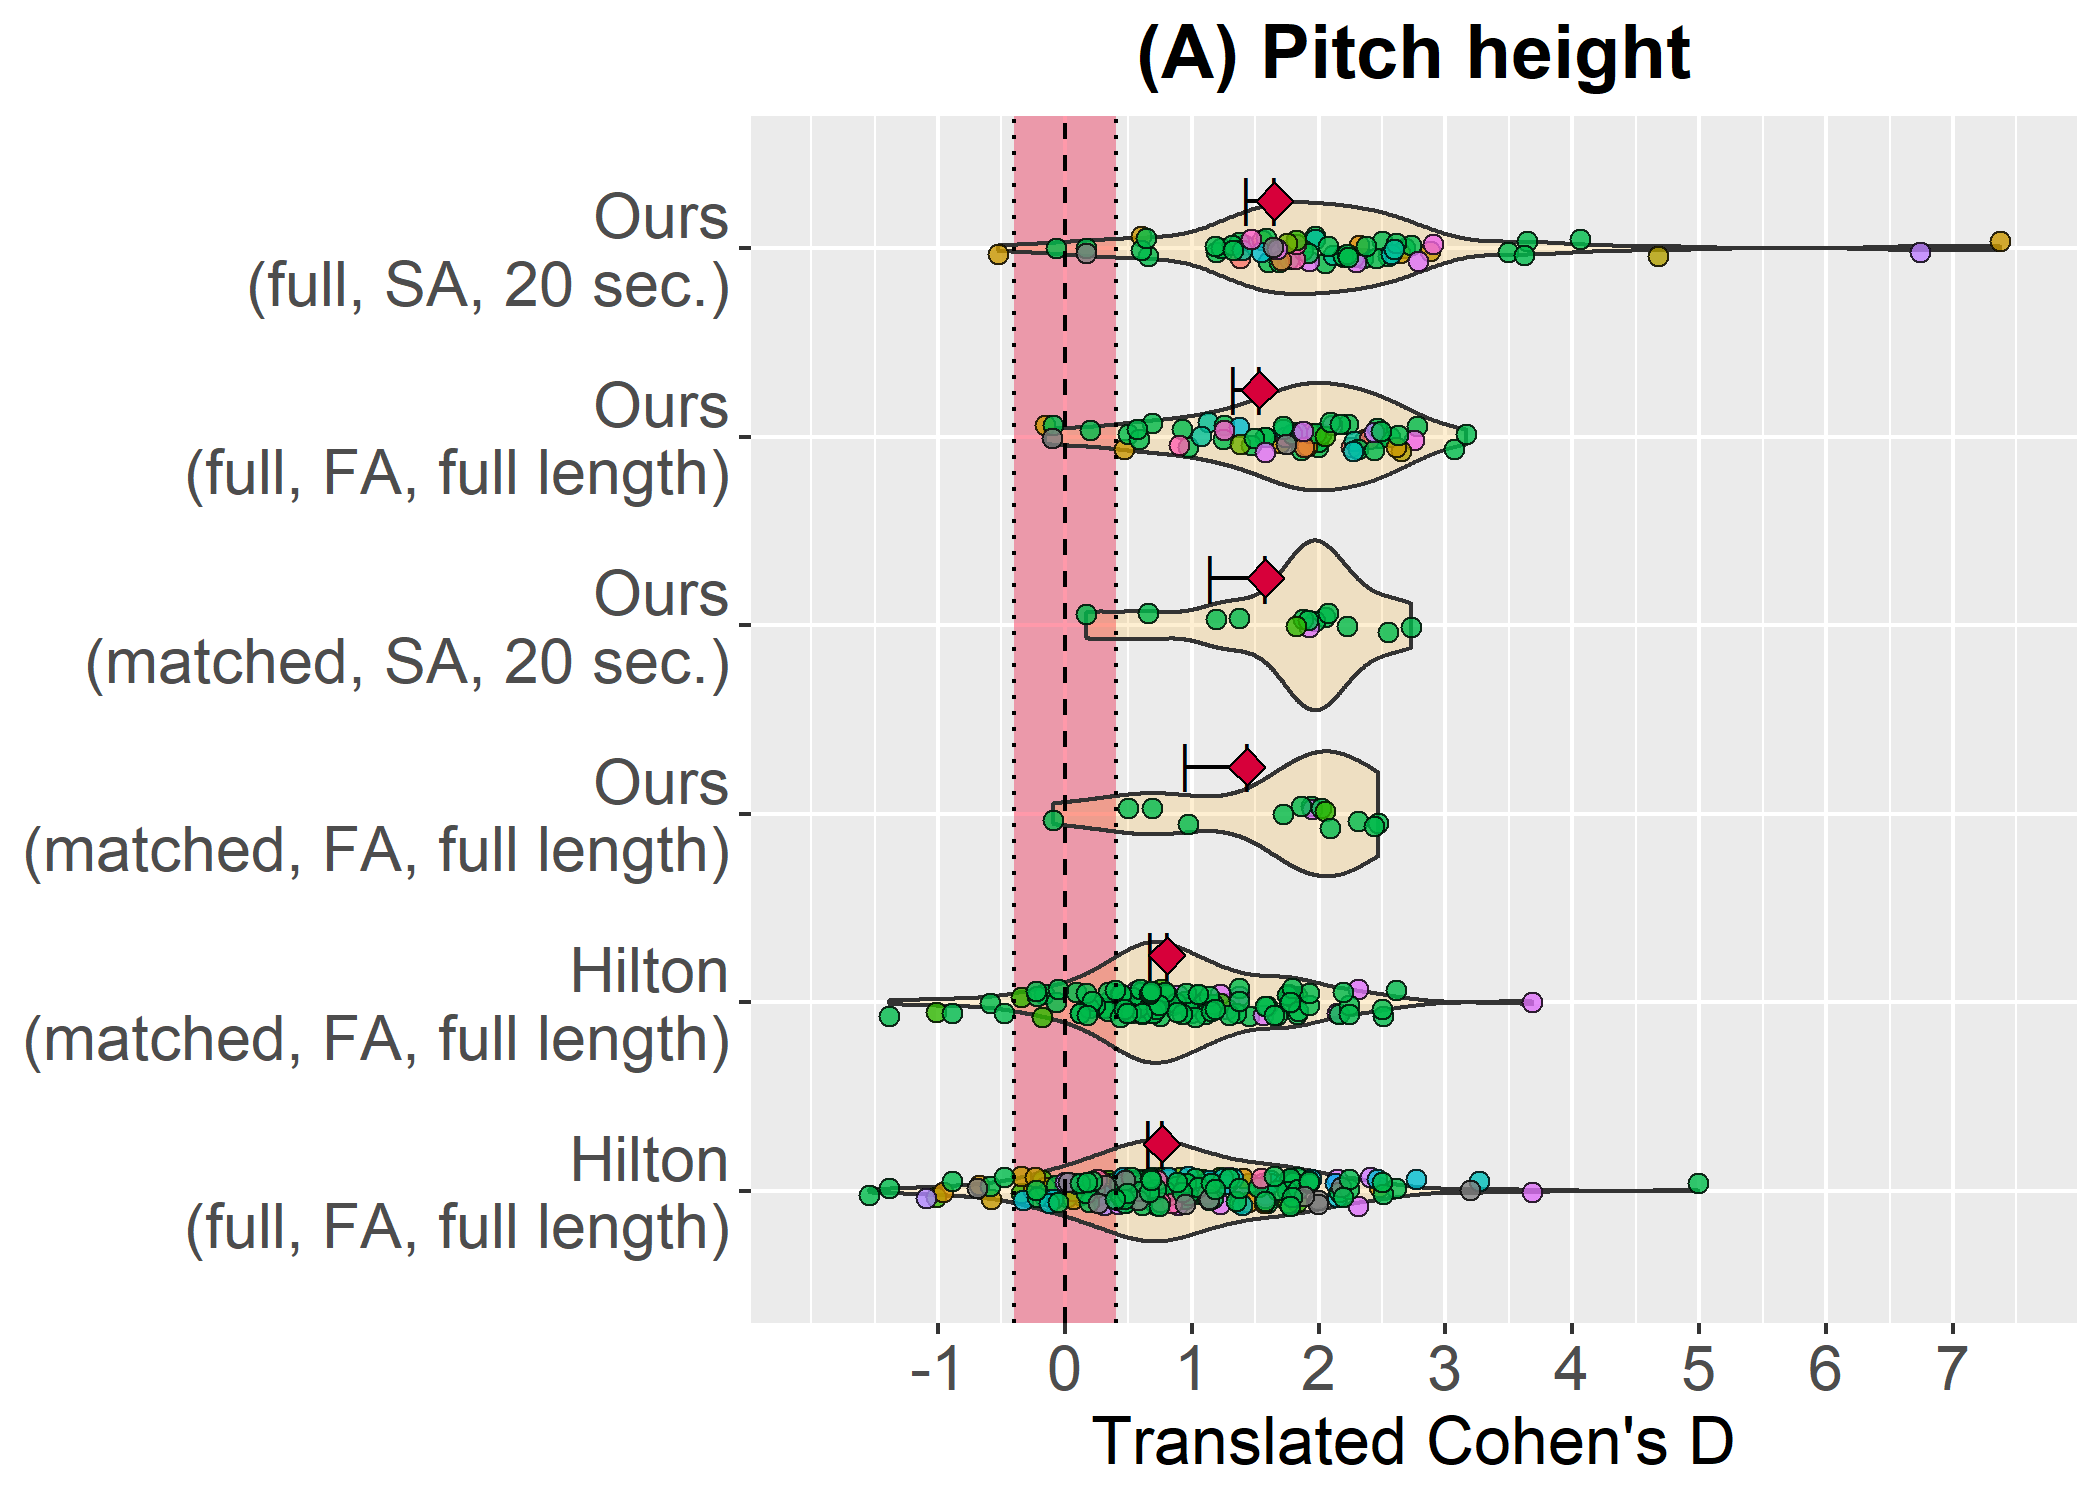 (A) Pitch height
Ours
(full, SA, 20 sec.)
Ours
(full, FA, full length)
Ours
(matched, SA, 20 sec.)
Ours
(matched, FA, full length)
Hilton
(matched, FA, full length)
Hilton
(full, FA, full length)
-1 0 1 2 3 4 5 6 7
Translated Cohen's D